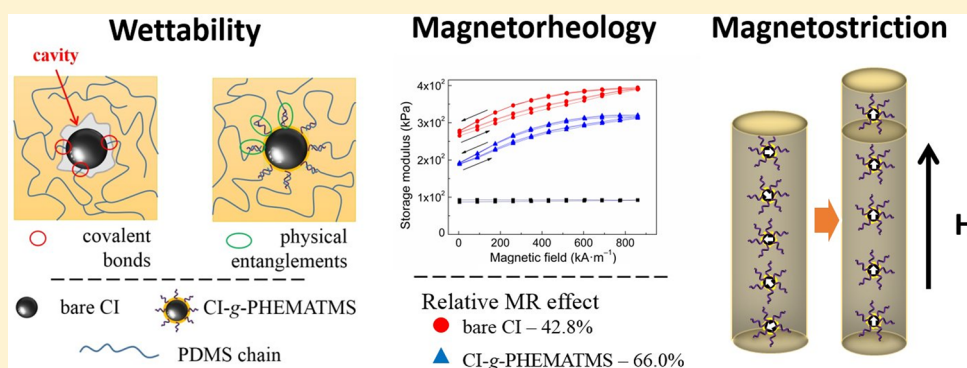 Wettability
cavity
covalent
bonds
physical
entanglements
bare CI
CI-g-PHEMATMS
PDMS chain
Magnetorheology
Storage modulus (kPa)
4x10²
3x10²
2x10²
1x10²
0
0 200 400 600 800
Magnetic field (kA·m⁻¹)
Relative MR effect
bare CI – 42.8%
CI-g-PHEMATMS – 66.0%
Magnetostriction
H